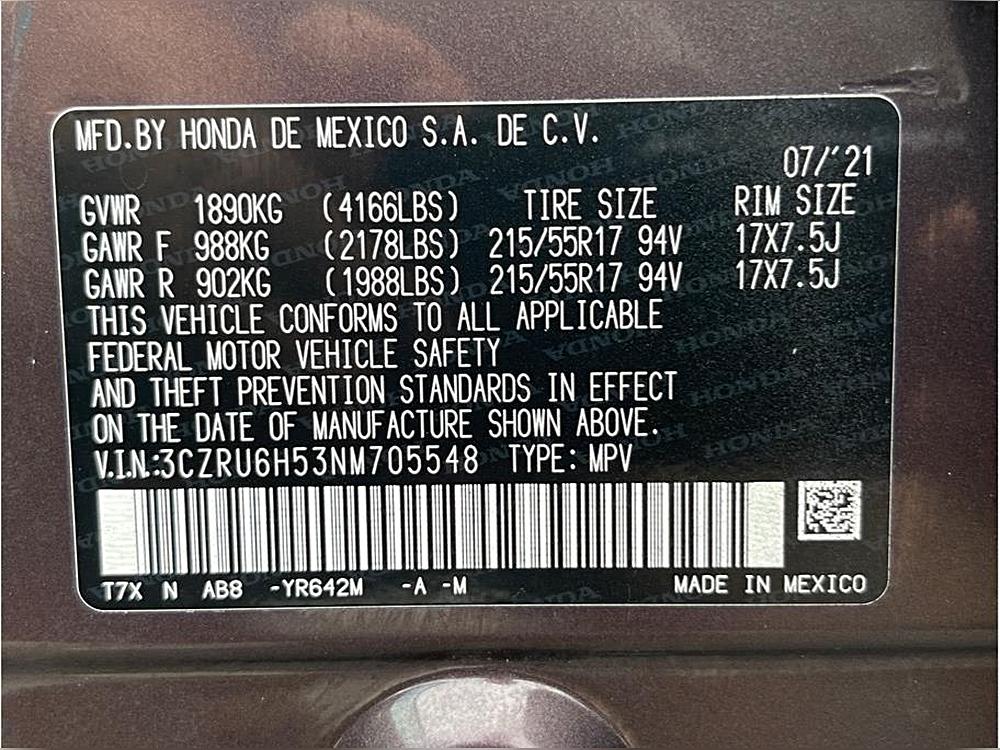 MFD.BY HONDA DE MEXICO S.A. DE C.V.
07/'21
GVWR 1890KG (4166LBS) TIRE SIZE RIM SIZE
GAWR F 988KG (2178LBS) 215/55R17 94V 17X7.5J
GAWR R 902KG (1988LBS) 215/55R17 94V 17X7.5J
THIS VEHICLE CONFORMS TO ALL APPLICABLE
FEDERAL MOTOR VEHICLE SAFETY
AND THEFT PREVENTION STANDARDS IN EFFECT
ON THE DATE OF MANUFACTURE SHOWN ABOVE.
V.I.N.:3CZRU6H53NM705548 TYPE: MPV
T7X N AB8 -YR642M -A -M MADE IN MEXICO